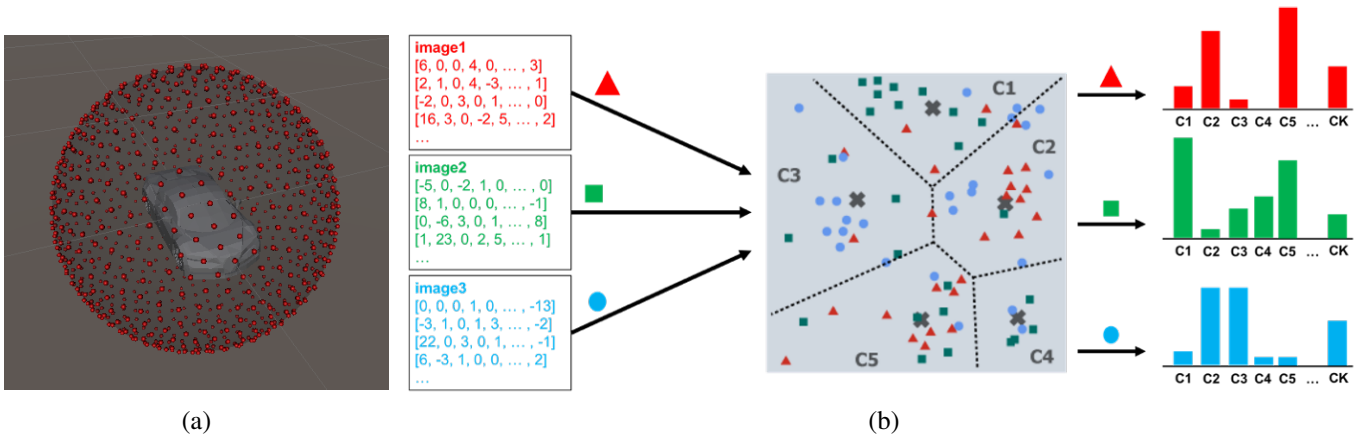 image1
[6, 0, 0, 4, 0, … , 3]
[2, 1, 0, 4, -3, … , 1]
[-2, 0, 3, 0, 1, … , 0]
[16, 3, 0, -2, 5, … , 2]
…
image2
[-5, 0, -2, 1, 0, … , 0]
[8, 1, 0, 0, 0, … , -1]
[0, -6, 3, 0, 1, … , 8]
[1, 23, 0, 2, 5, … , 1]
…
image3
[0, 0, 0, 1, 0, … , -13]
[-3, 1, 0, 1, 3, … , -2]
[22, 0, 3, 0, 1, … , -1]
[6, -3, 1, 0, 0, … , 2]
…
C1
C2
C3
C4
C5
C1 C2 C3 C4 C5 … CK
C1 C2 C3 C4 C5 … CK
C1 C2 C3 C4 C5 … CK
(a)
(b)